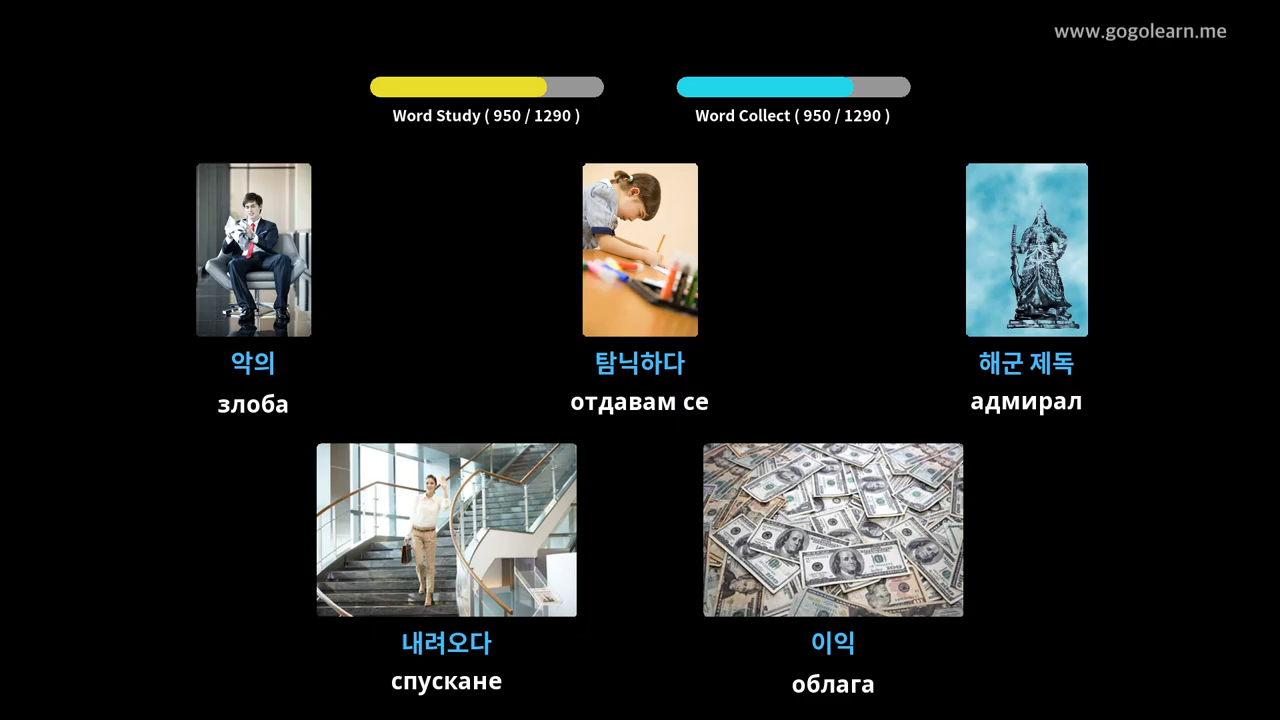 www.gogolearn.me
Word Study ( 950 / 1290 )
Word Collect ( 950 / 1290 )
악의
злоба
탐닉하다
отдавам се
해군 제독
адмирал
내려오다
спускане
이익
облага